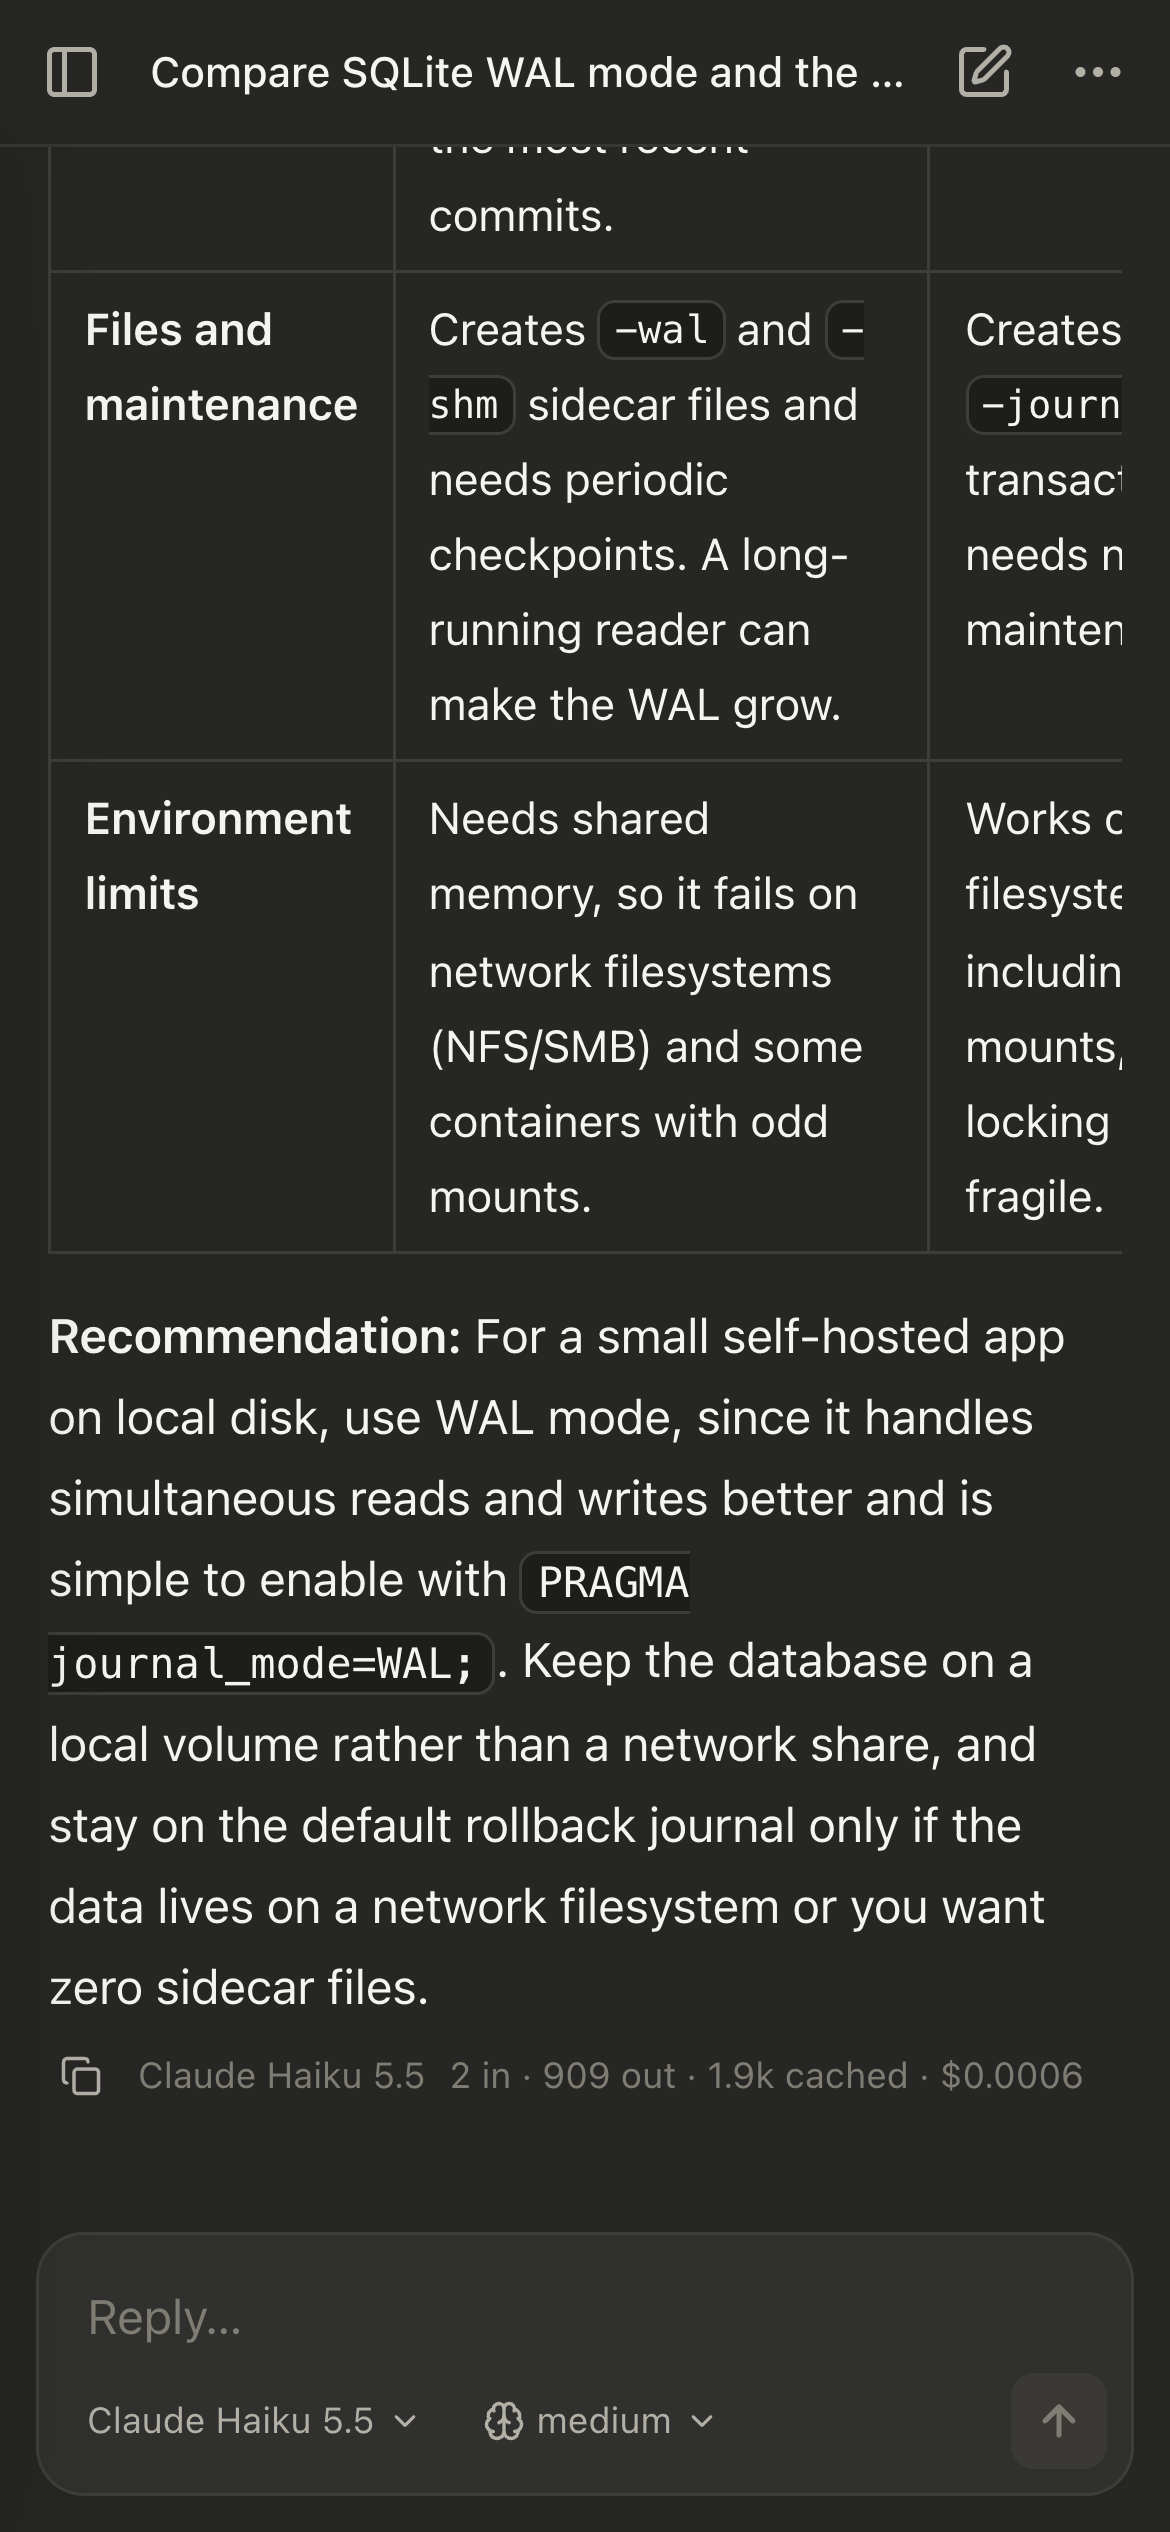 Compare SQLite WAL mode and the ...
the most recent
commits.
Files and
maintenance
Creates -wal and -
shm sidecar files and
needs periodic
checkpoints. A long-
running reader can
make the WAL grow.
Creates
-journ
transact
needs n
mainten
Environment
limits
Needs shared
memory, so it fails on
network filesystems
(NFS/SMB) and some
containers with odd
mounts.
Works o
filesyste
includin
mounts,
locking
fragile.
Recommendation: For a small self-hosted app
on local disk, use WAL mode, since it handles
simultaneous reads and writes better and is
simple to enable with PRAGMA
journal_mode=WAL; . Keep the database on a
local volume rather than a network share, and
stay on the default rollback journal only if the
data lives on a network filesystem or you want
zero sidecar files.
Claude Haiku 5.5 2 in · 909 out · 1.9k cached · $0.0006
Reply...
Claude Haiku 5.5 medium